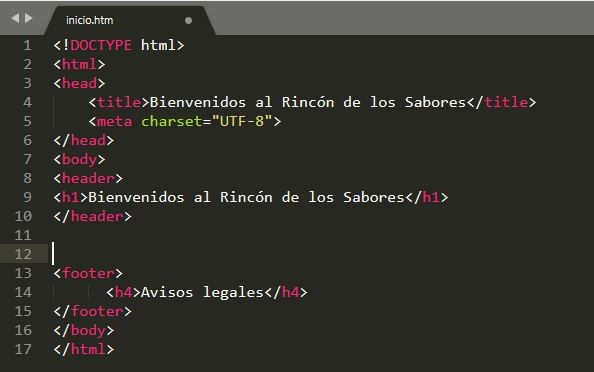 inicio.htm
1 <!DOCTYPE html>
2 <html>
3 <head>
4 <title>Bienvenidos al Rincón de los Sabores</title>
5 <meta charset="UTF-8">
6 </head>
7 <body>
8 <header>
9 <h1>Bienvenidos al Rincón de los Sabores</h1>
10 </header>
11
12
13 <footer>
14 <h4>Avisos legales</h4>
15 </footer>
16 </body>
17 </html>